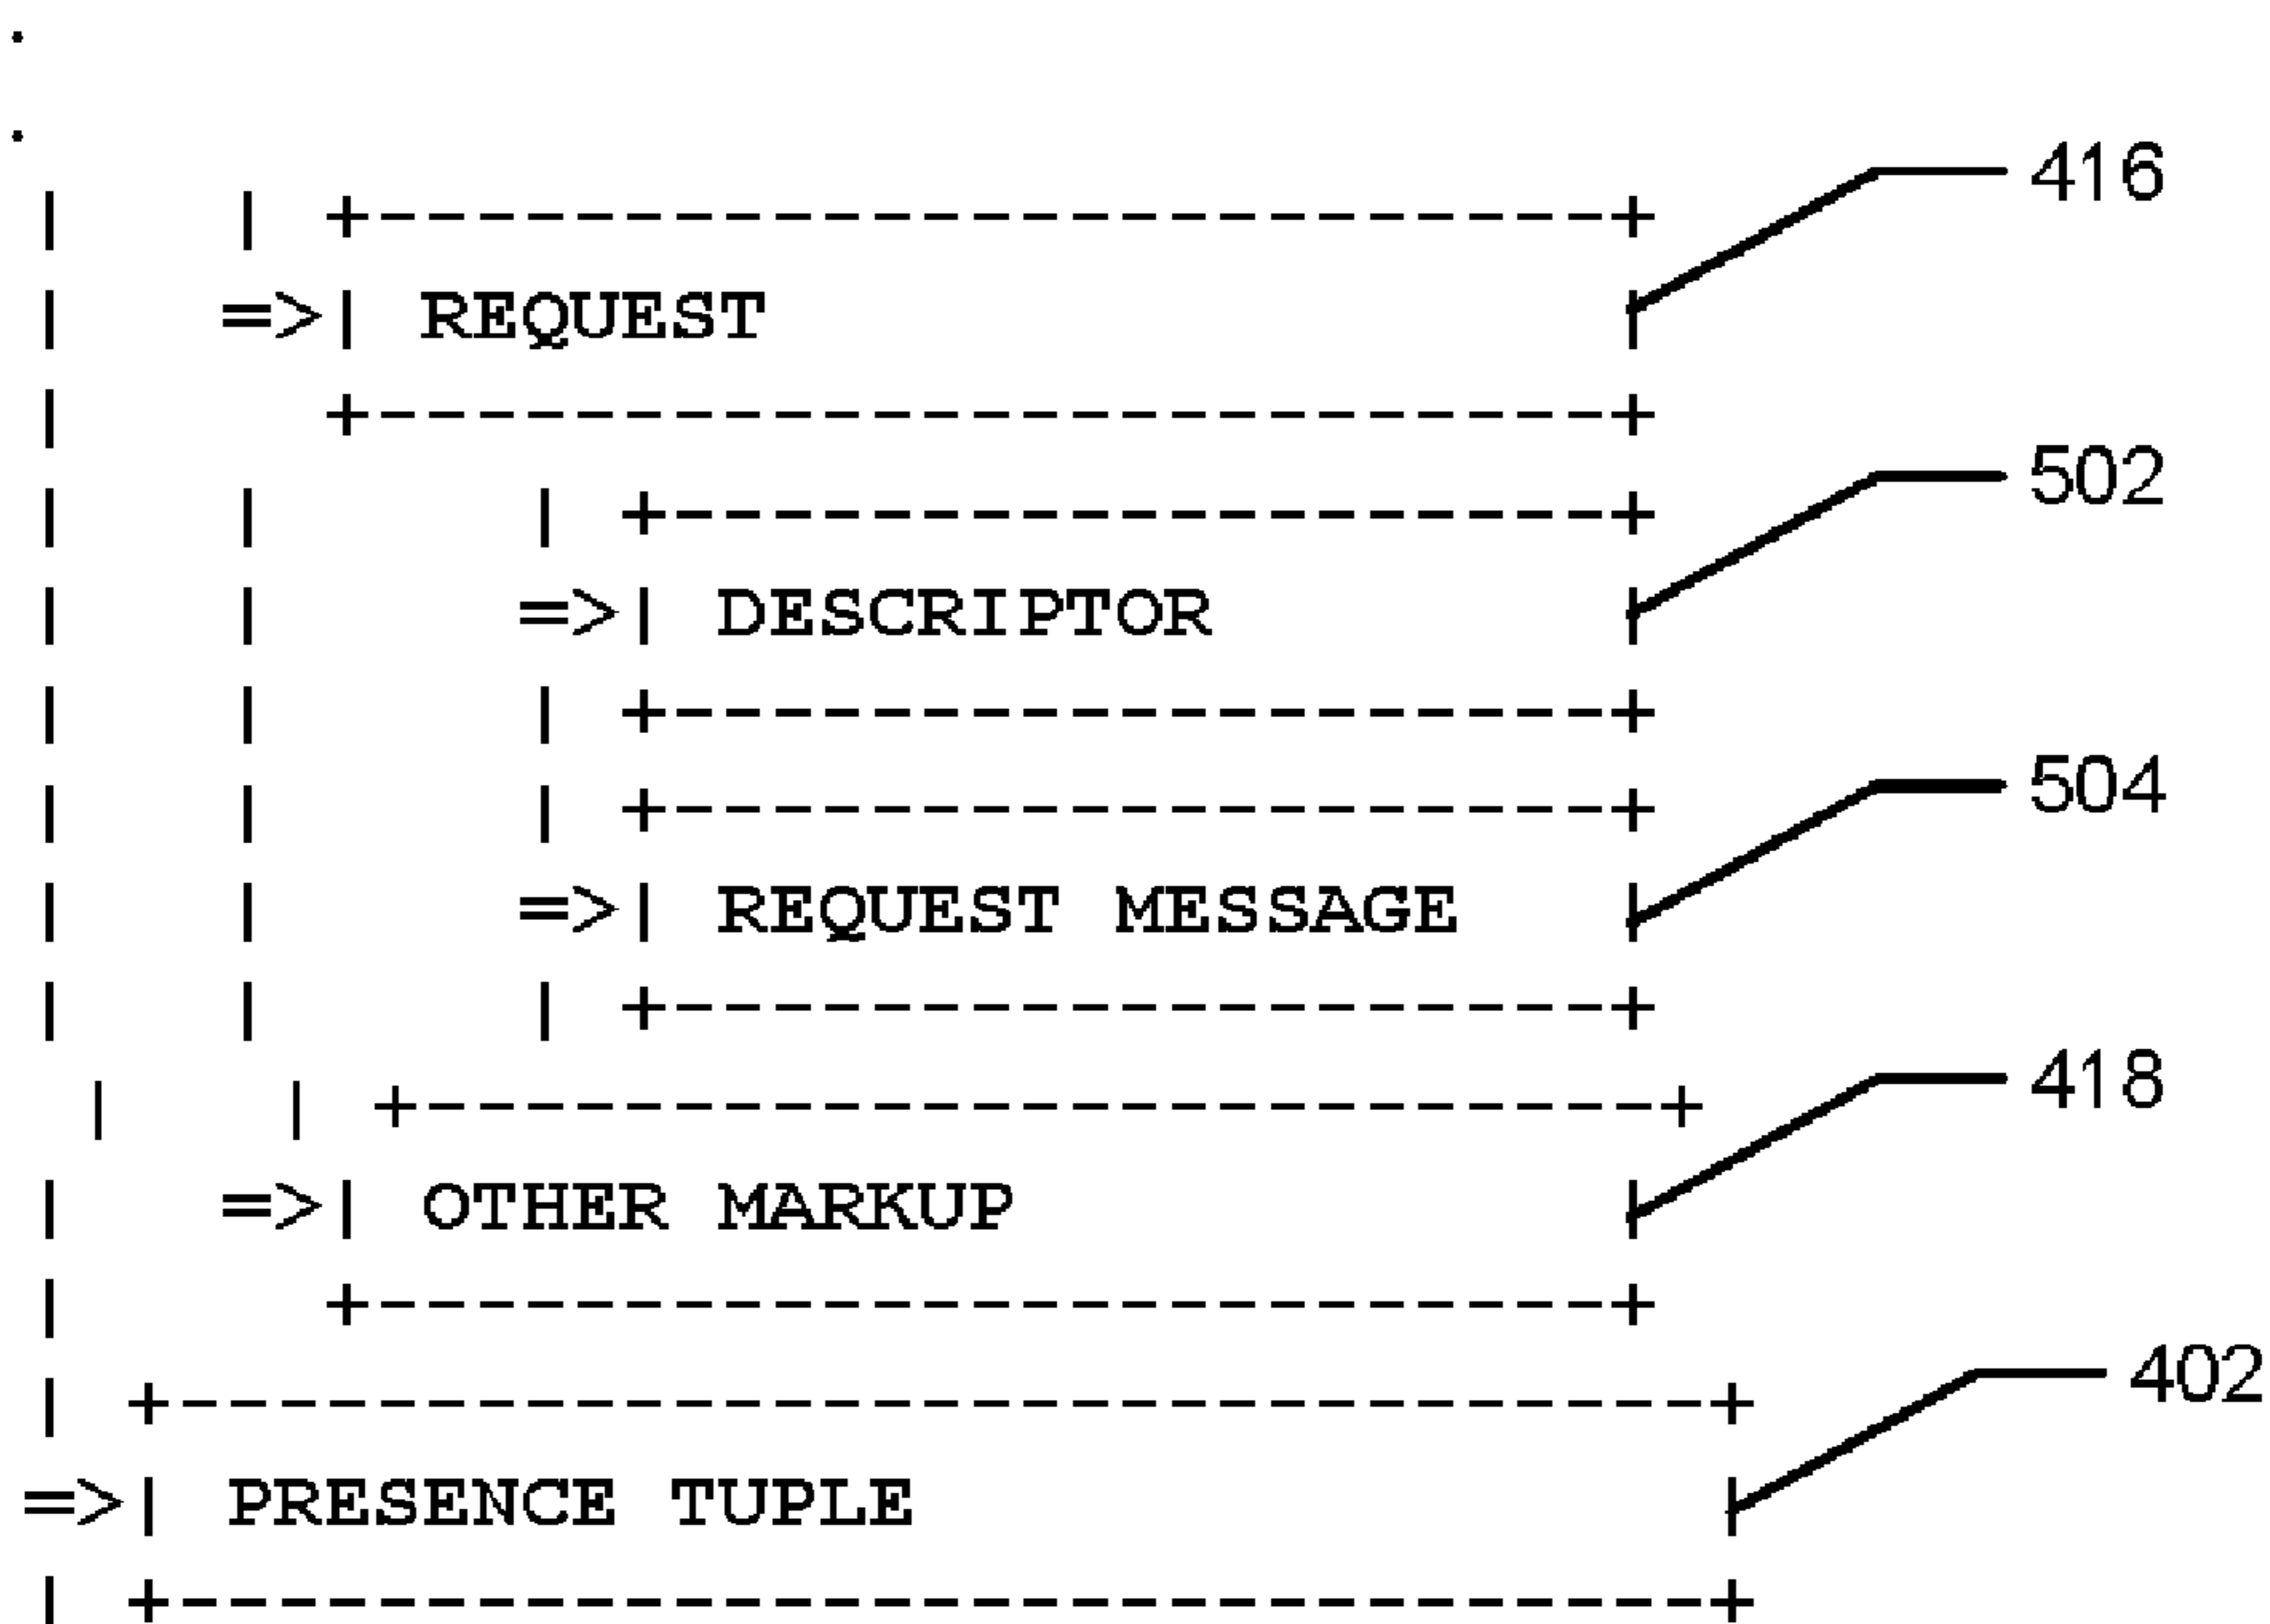 .
.
| | +--------------------------+ 416
| =>| REQUEST |
| +--------------------------+
| | | +--------------------+ 502
| | =>| DESCRIPTOR |
| | | +--------------------+
| | | +--------------------+ 504
| | =>| REQUEST MESSAGE |
| | | +--------------------+
| | +--------------------------+ 418
| =>| OTHER MARKUP |
| +--------------------------+
| +--------------------------------+ 402
=>| PRESENCE TUPLE |
| +--------------------------------+